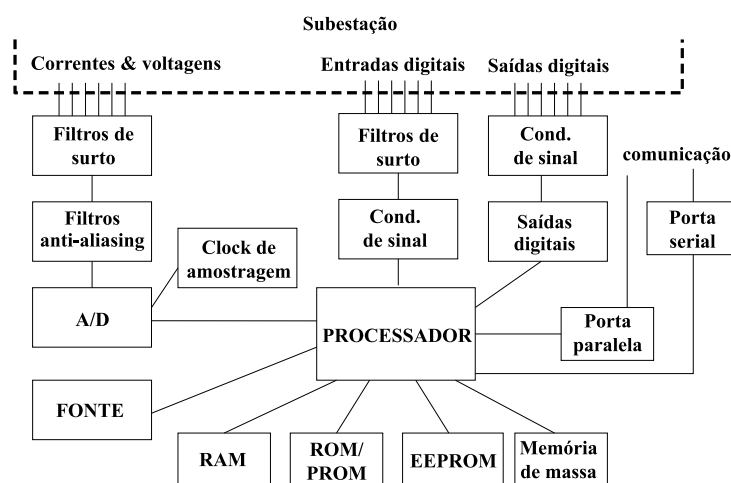 Subestação
Correntes & voltagens
Entradas digitais
Saídas digitais
Filtros de
surto
Filtros de
surto
Cond.
de sinal
comunicação
Filtros
anti-aliasing
Clock de
amostragem
Cond.
de sinal
Saídas
digitais
Porta
serial
A/D
PROCESSADOR
Porta
paralela
FONTE
RAM
ROM/
PROM
EEPROM
Memória
de massa